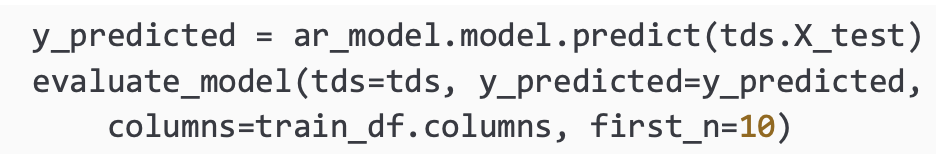 y_predicted = ar_model.model.predict(tds.X_test)
evaluate_model(tds=tds, y_predicted=y_predicted,
    columns=train_df.columns, first_n=10)